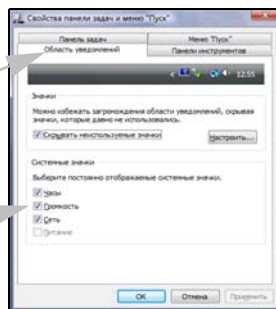 Свойства панели задач и меню "Пуск"
Панель задач
Меню "Пуск"
Область уведомлений
Панели инструментов
12:55
Значки
Можно избежать загромождения области уведомлений, скрывая
значки, которые давно не использовались.
Скрывать неиспользуемые значки
Настроить...
Системные значки
Выберите постоянно отображаемые системные значки.
Часы
Громкость
Сеть
Питание
ОК
Отмена
Применить